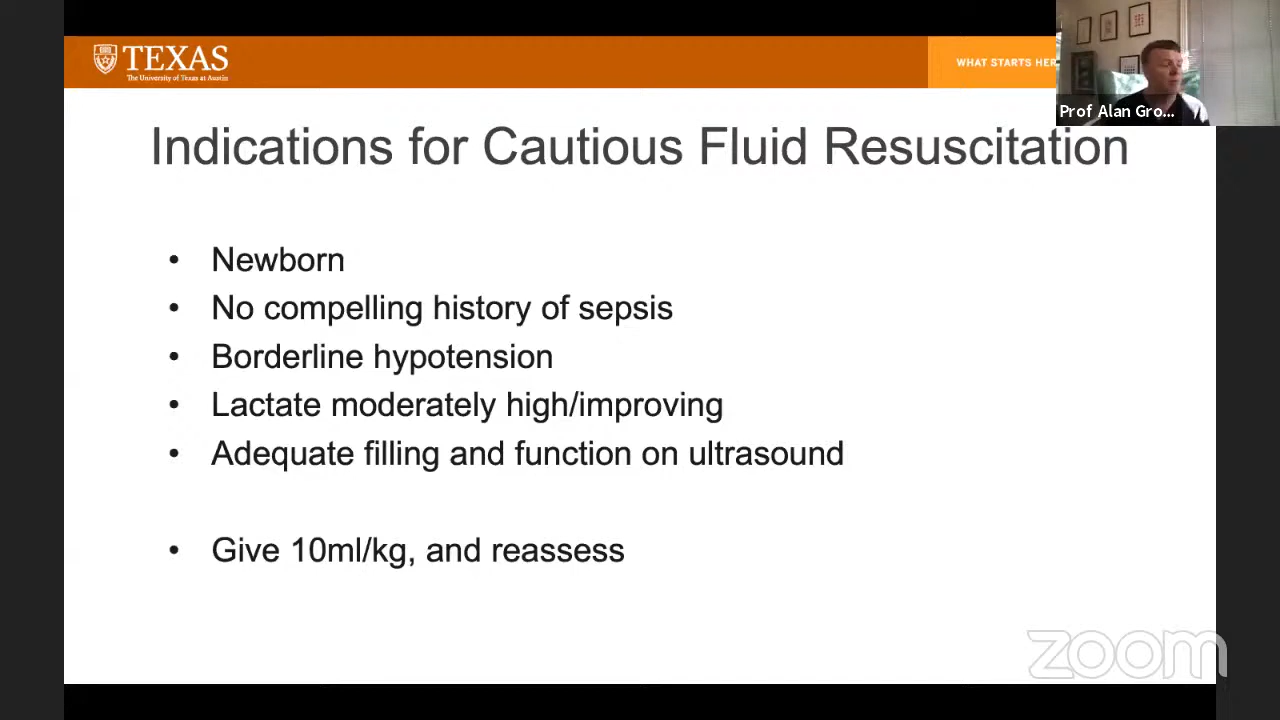 TEXAS
The University of Texas at Austin
WHAT STARTS HER
Prof Alan Gro...
Indications for Cautious Fluid Resuscitation
• Newborn
• No compelling history of sepsis
• Borderline hypotension
• Lactate moderately high/improving
• Adequate filling and function on ultrasound
• Give 10ml/kg, and reassess
zoom